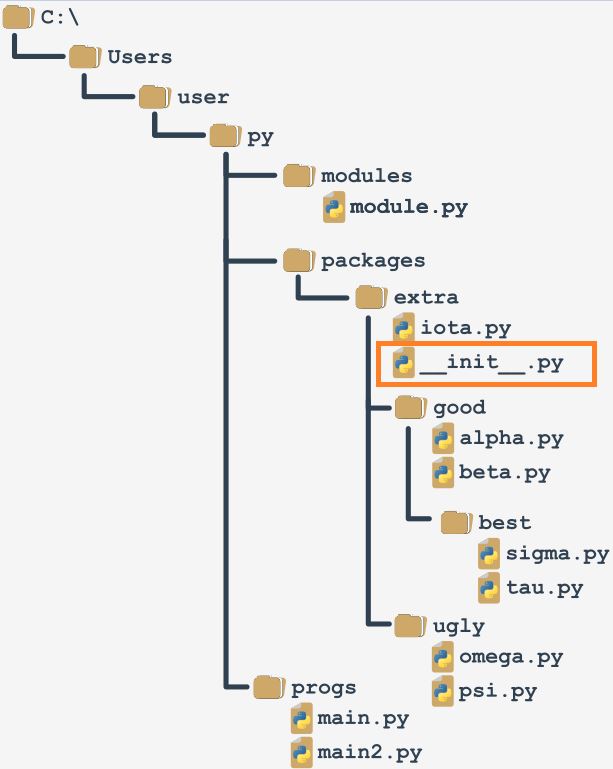 C:\
Users
user
py
modules
module.py
packages
extra
iota.py
__init__.py
good
alpha.py
beta.py
best
sigma.py
tau.py
ugly
omega.py
psi.py
progs
main.py
main2.py